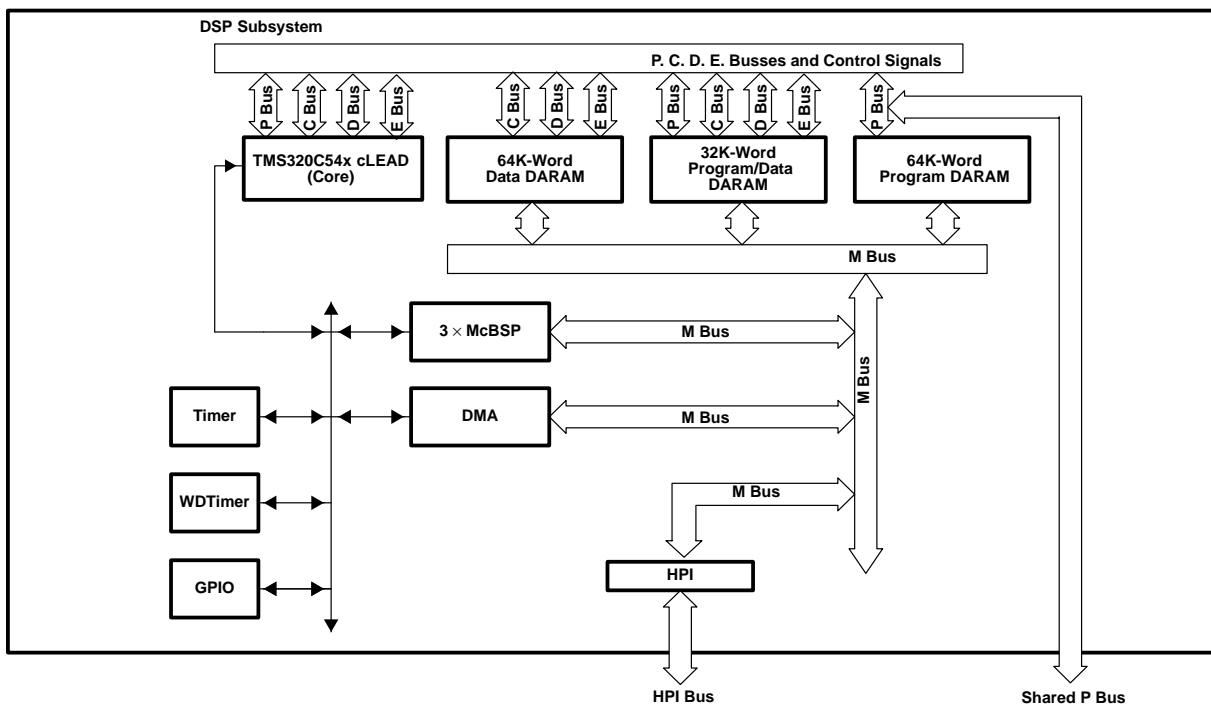 DSP Subsystem
P. C. D. E. Busses and Control Signals
P Bus
C Bus
D Bus
E Bus
C Bus
D Bus
E Bus
P Bus
C Bus
D Bus
E Bus
P Bus
TMS320C54x cLEAD
(Core)
64K-Word
Data DARAM
32K-Word
Program/Data
DARAM
64K-Word
Program DARAM
M Bus
3 × McBSP
M Bus
M Bus
Timer
DMA
M Bus
WDTimer
M Bus
GPIO
HPI
HPI Bus
Shared P Bus